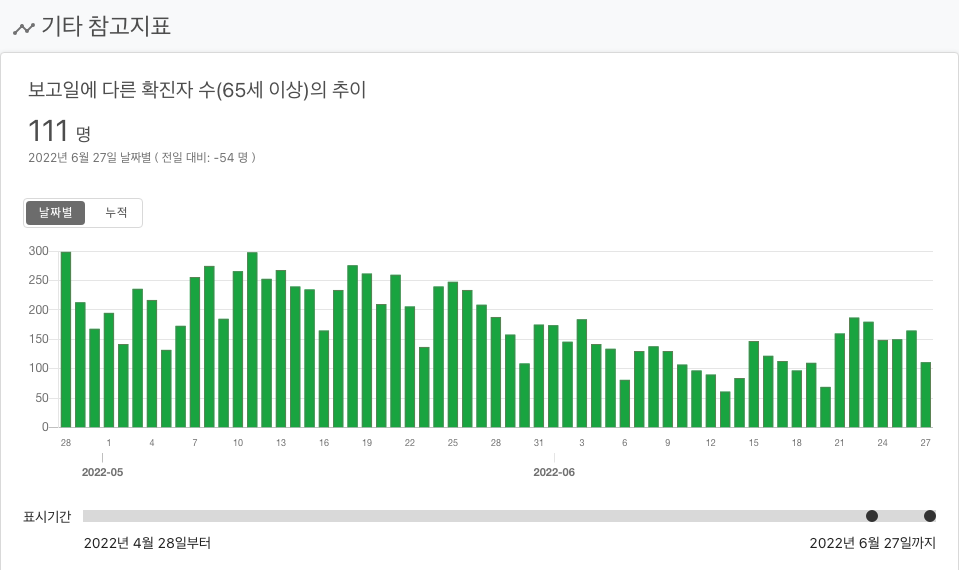 기타 참고지표
보고일에 다른 확진자 수(65세 이상)의 추이
111 명
2022년 6월 27일 날짜별 ( 전일 대비: -54 명 )
날짜별 누적
300
250
200
150
100
50
0
28 1 4 7 10 13 16 19 22 25 28 31 3 6 9 12 15 18 21 24 27
2022-05 2022-06
표시기간
2022년 4월 28일부터 2022년 6월 27일까지